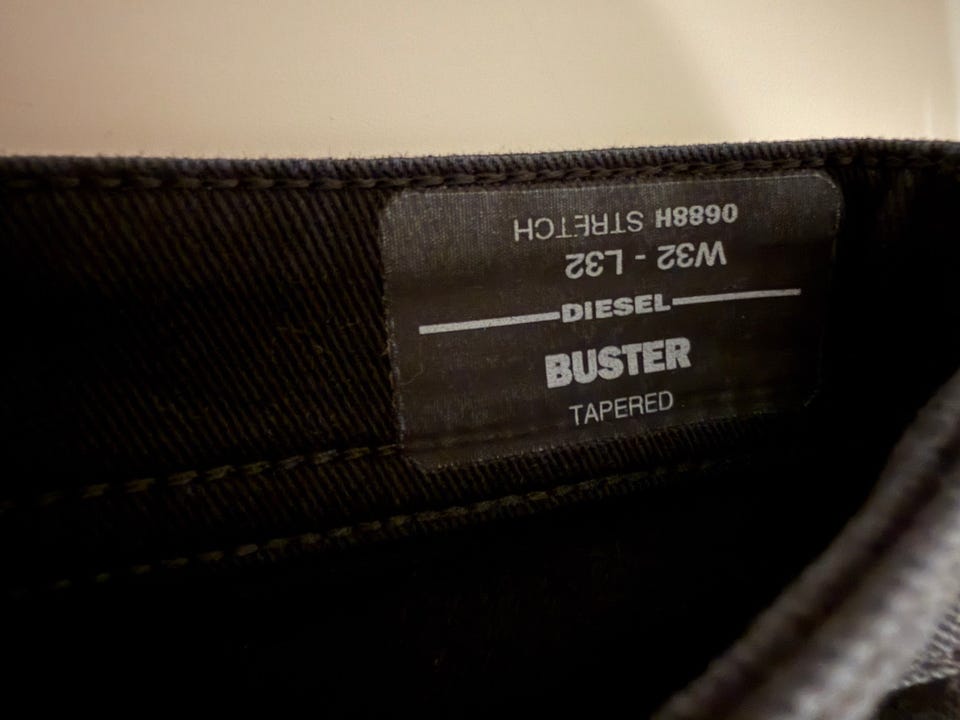 0688H STRETCH
W32 - L32
DIESEL
BUSTER
TAPERED